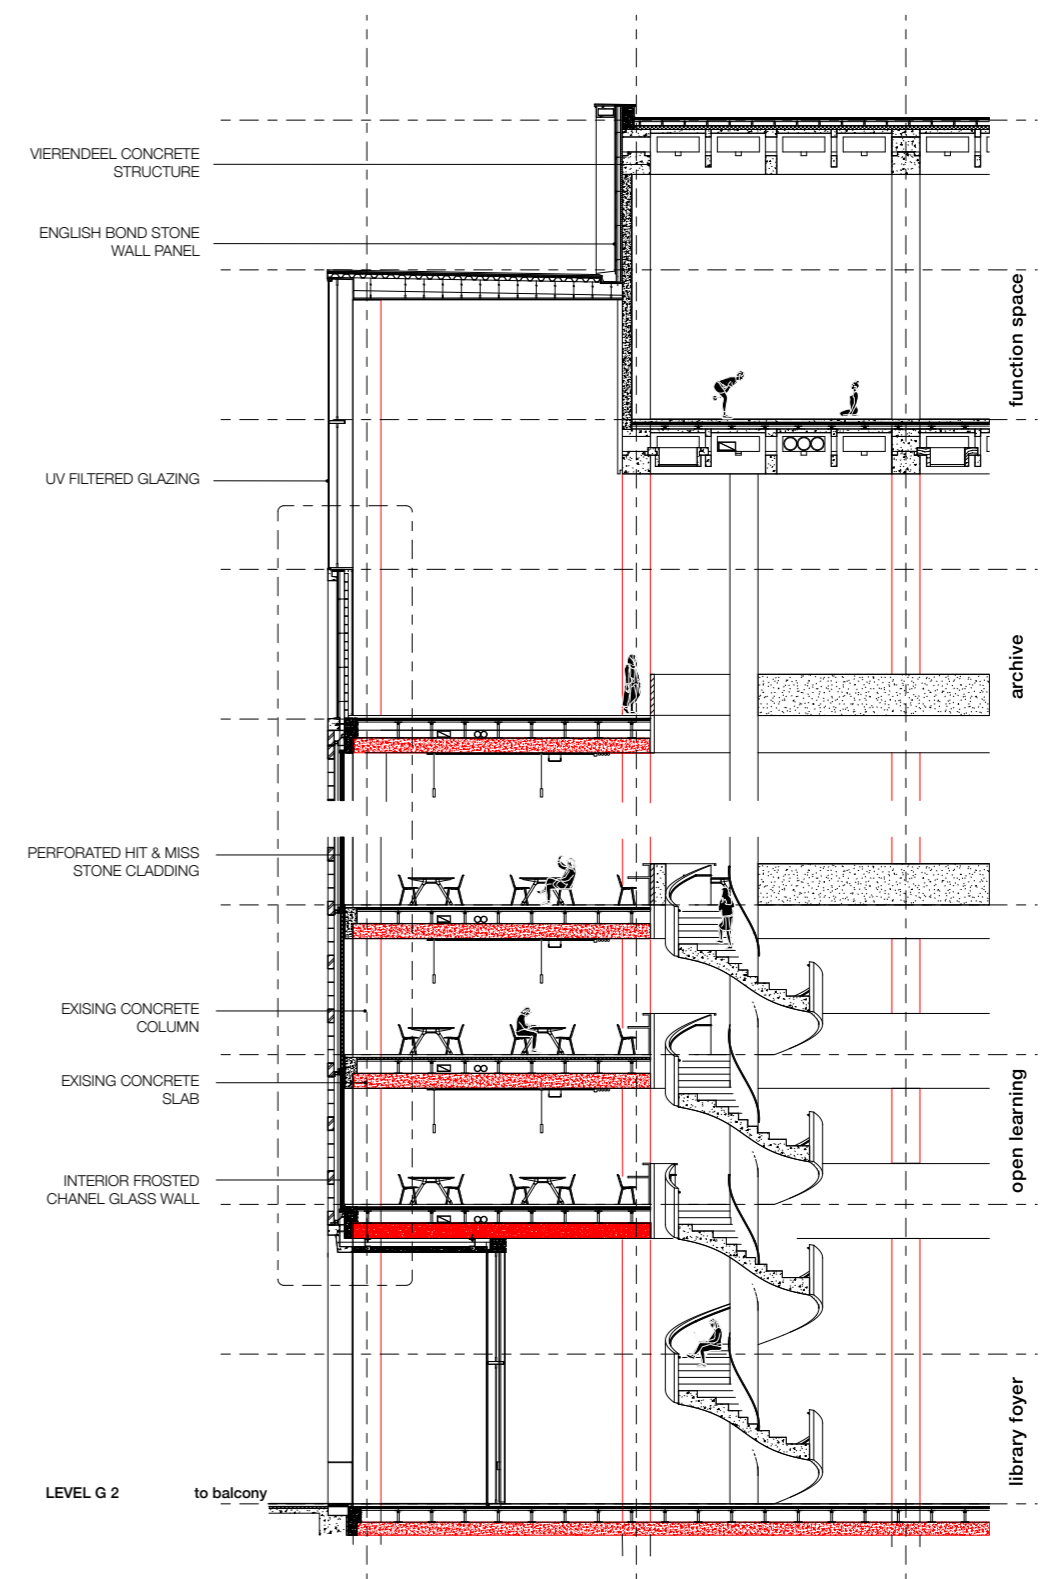 VIERENDEEL CONCRETE
STRUCTURE
ENGLISH BOND STONE
WALL PANEL
function space
UV FILTERED GLAZING
archive
PERFORATED HIT & MISS
STONE CLADDING
EXISING CONCRETE
COLUMN
EXISING CONCRETE
SLAB
open learning
INTERIOR FROSTED
CHANEL GLASS WALL
library foyer
LEVEL G 2 to balcony